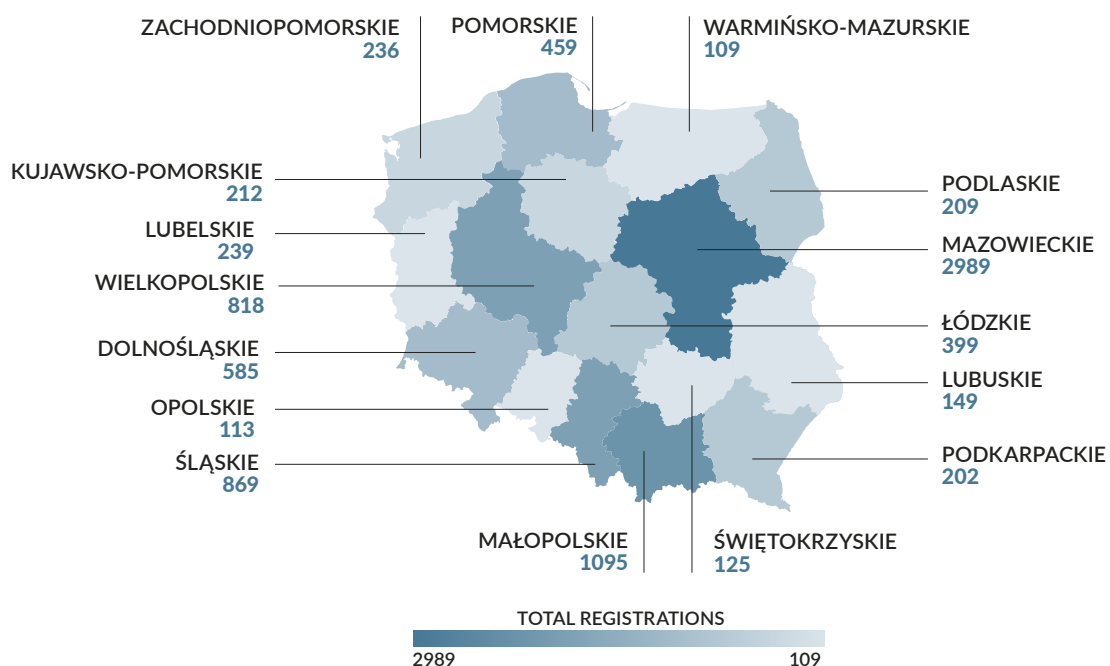 ZACHODNIOPOMORSKIE
236
POMORSKIE
459
WARMIŃSKO-MAZURSKIE
109
KUJAWSKO-POMORSKIE
212
LUBELSKIE
239
WIELKOPOLSKIE
818
DOLNOŚLĄSKIE
585
OPOLSKIE
113
ŚLĄSKIE
869
PODLASKIE
209
MAZOWIECKIE
2989
ŁÓDZKIE
399
LUBUSKIE
149
PODKARPACKIE
202
MAŁOPOLSKIE
1095
ŚWIĘTOKRZYSKIE
125
TOTAL REGISTRATIONS
2989 109